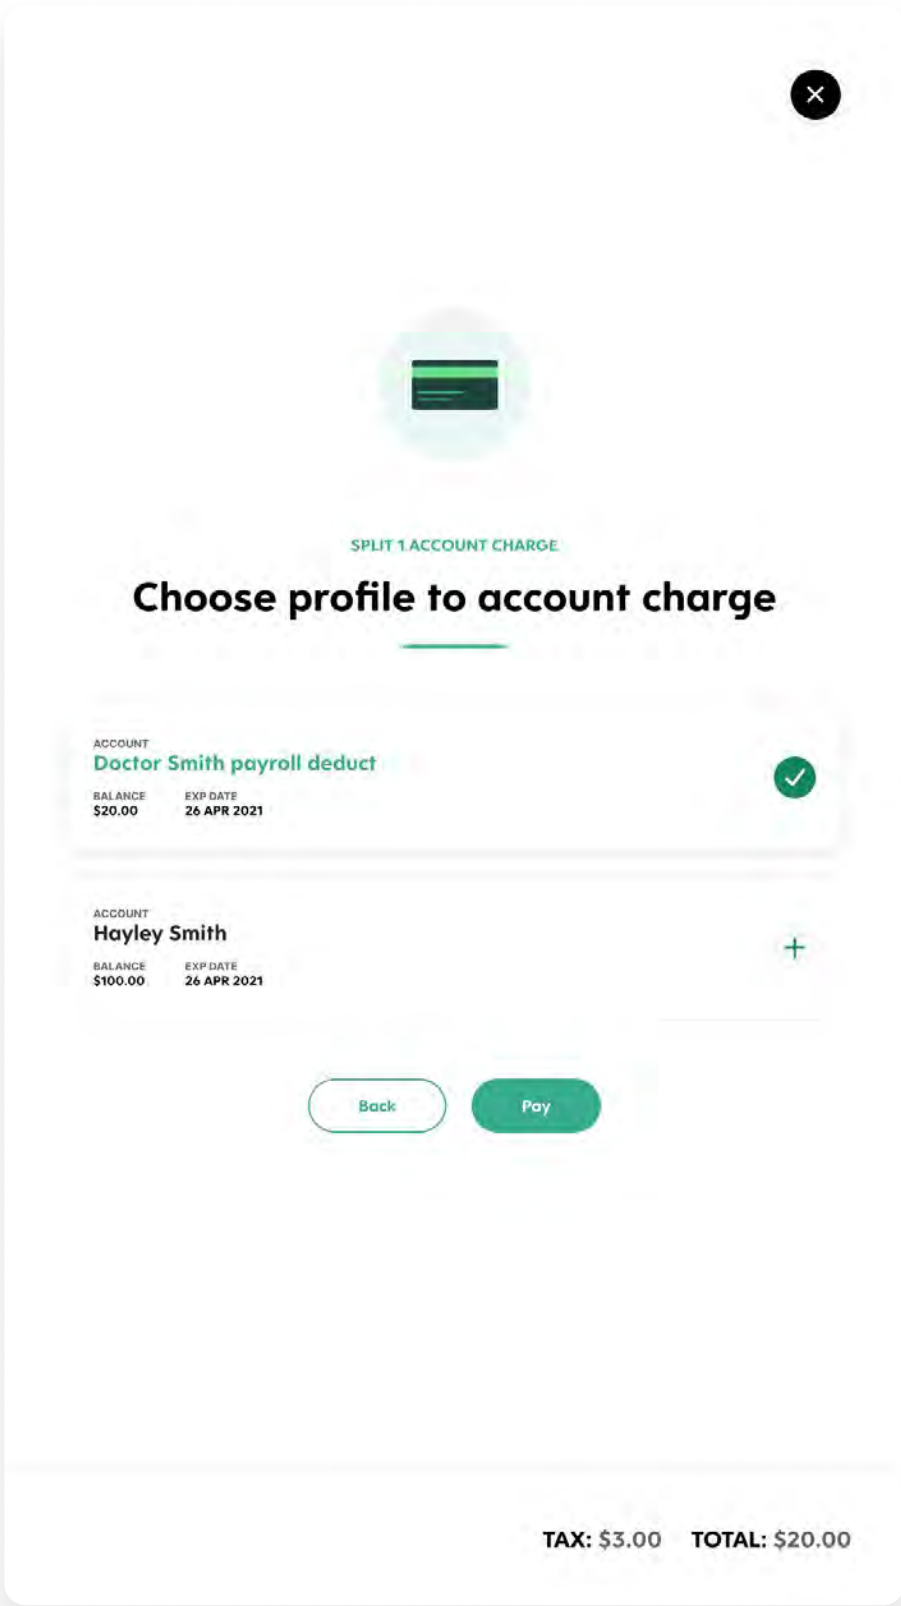 SPLIT 1 ACCOUNT CHARGE
Choose profile to account charge
ACCOUNT
Doctor Smith payroll deduct
BALANCE EXP DATE
$20.00 26 APR 2021
ACCOUNT
Hayley Smith
BALANCE EXP DATE
$100.00 26 APR 2021
Back Pay
TAX: $3.00 TOTAL: $20.00